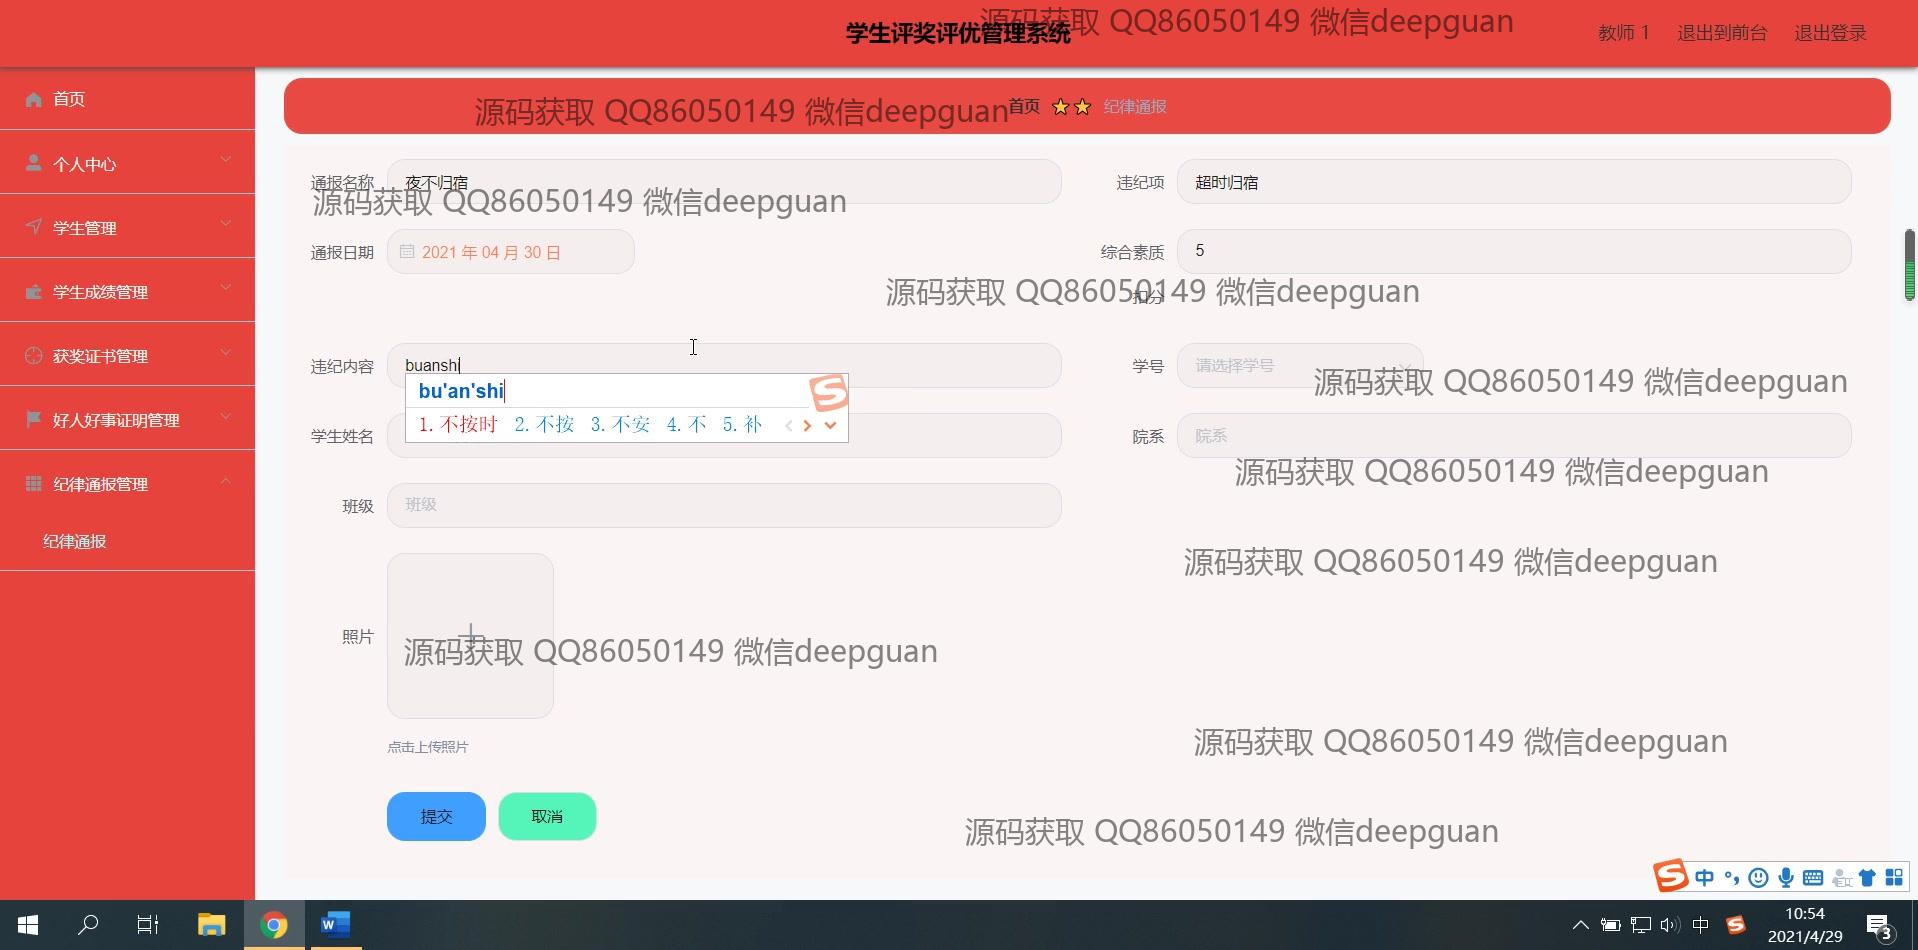 学生评奖评优管理系统
源码获取 QQ86050149 微信deepguan
教师 1
退出到前台
退出登录
首页
个人中心
学生管理
学生成绩管理
获奖证书管理
好人好事证明管理
纪律通报管理
纪律通报
源码获取 QQ86050149 微信deepguan
首页
纪律通报
通报名称
夜不归宿
违纪项
超时归宿
源码获取 QQ86050149 微信deepguan
通报日期
2021 年 04 月 30 日
综合素质
扣分
5
源码获取 QQ86050149 微信deepguan
违纪内容
buanshi
学号
请选择学号
源码获取 QQ86050149 微信deepguan
bu'an'shi
1.不按时 2.不按 3.不安 4.不 5.补
学生姓名
院系
院系
源码获取 QQ86050149 微信deepguan
班级
班级
源码获取 QQ86050149 微信deepguan
照片
源码获取 QQ86050149 微信deepguan
点击上传照片
源码获取 QQ86050149 微信deepguan
提交
取消
源码获取 QQ86050149 微信deepguan
中
中
10:54
2021/4/29
3